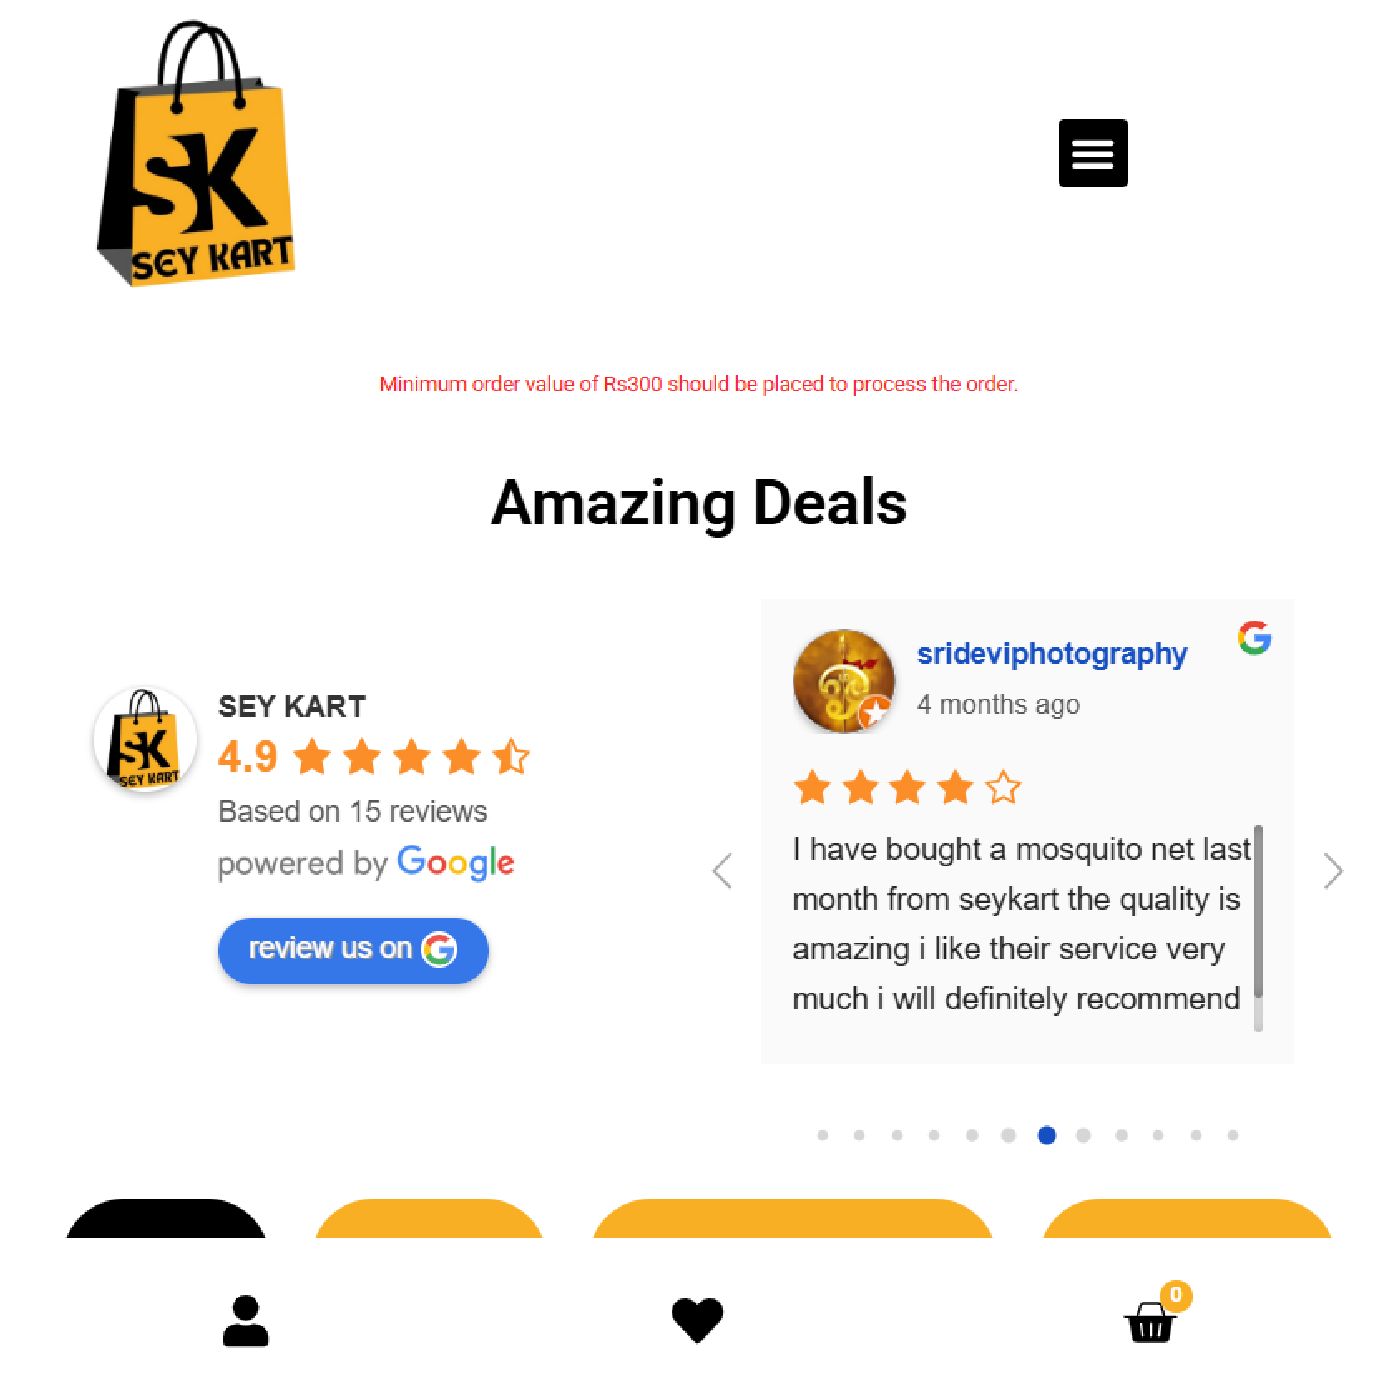 SK
SEY KART
Minimum order value of Rs300 should be placed to process the order.
Amazing Deals
SK
SEY KART
SEY KART
4.9
Based on 15 reviews
powered by Google
review us on G
srideviphotography
4 months ago
I have bought a mosquito net last
month from seykart the quality is
amazing i like their service very
much i will definitely recommend
0